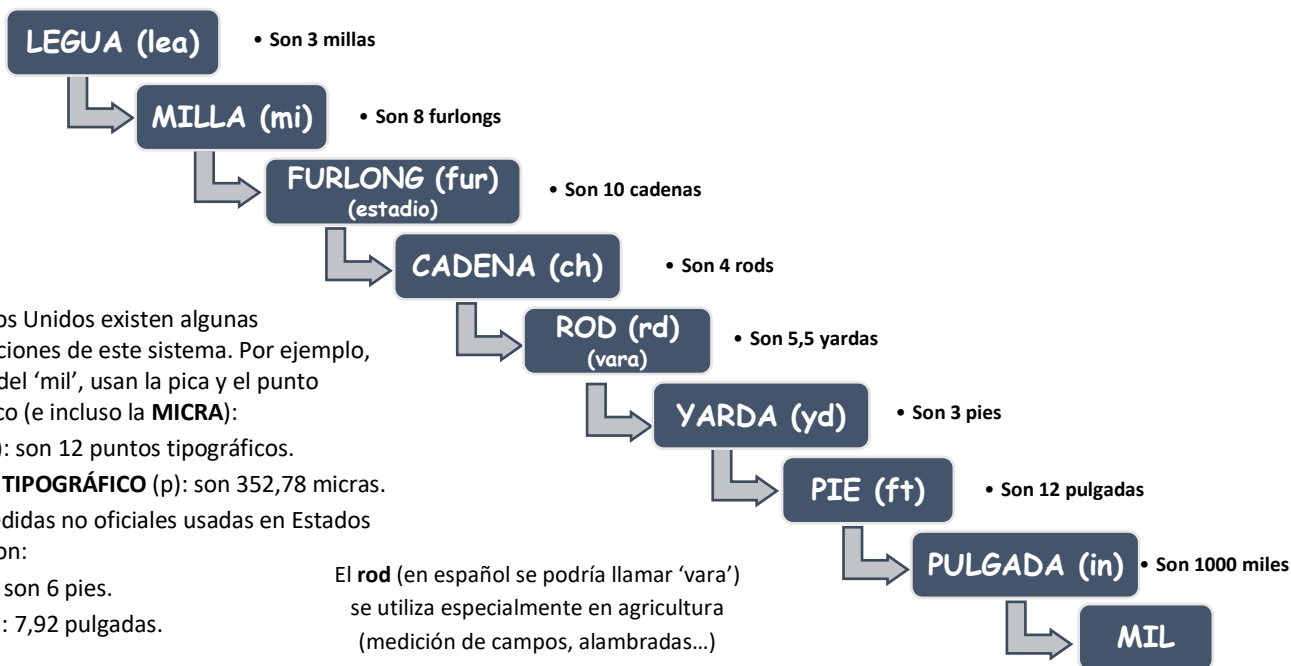 LEGUA (lea)
• Son 3 millas
MILLA (mi)
• Son 8 furlongs
FURLONG (fur)
(estadio)
• Son 10 cadenas
CADENA (ch)
• Son 4 rods
ROD (rd)
(vara)
• Son 5,5 yardas
YARDA (yd)
• Son 3 pies
PIE (ft)
• Son 12 pulgadas
PULGADA (in)
• Son 1000 miles
MIL
os Unidos existen algunas
ciones de este sistema. Por ejemplo,
del ‘mil’, usan la pica y el punto
co (e incluso la MICRA):
): son 12 puntos tipográficos.
TIPOGRÁFICO (p): son 352,78 micras.
edidas no oficiales usadas en Estados
on:
son 6 pies.
: 7,92 pulgadas.
El rod (en español se podría llamar ‘vara’)
se utiliza especialmente en agricultura
(medición de campos, alambradas…)